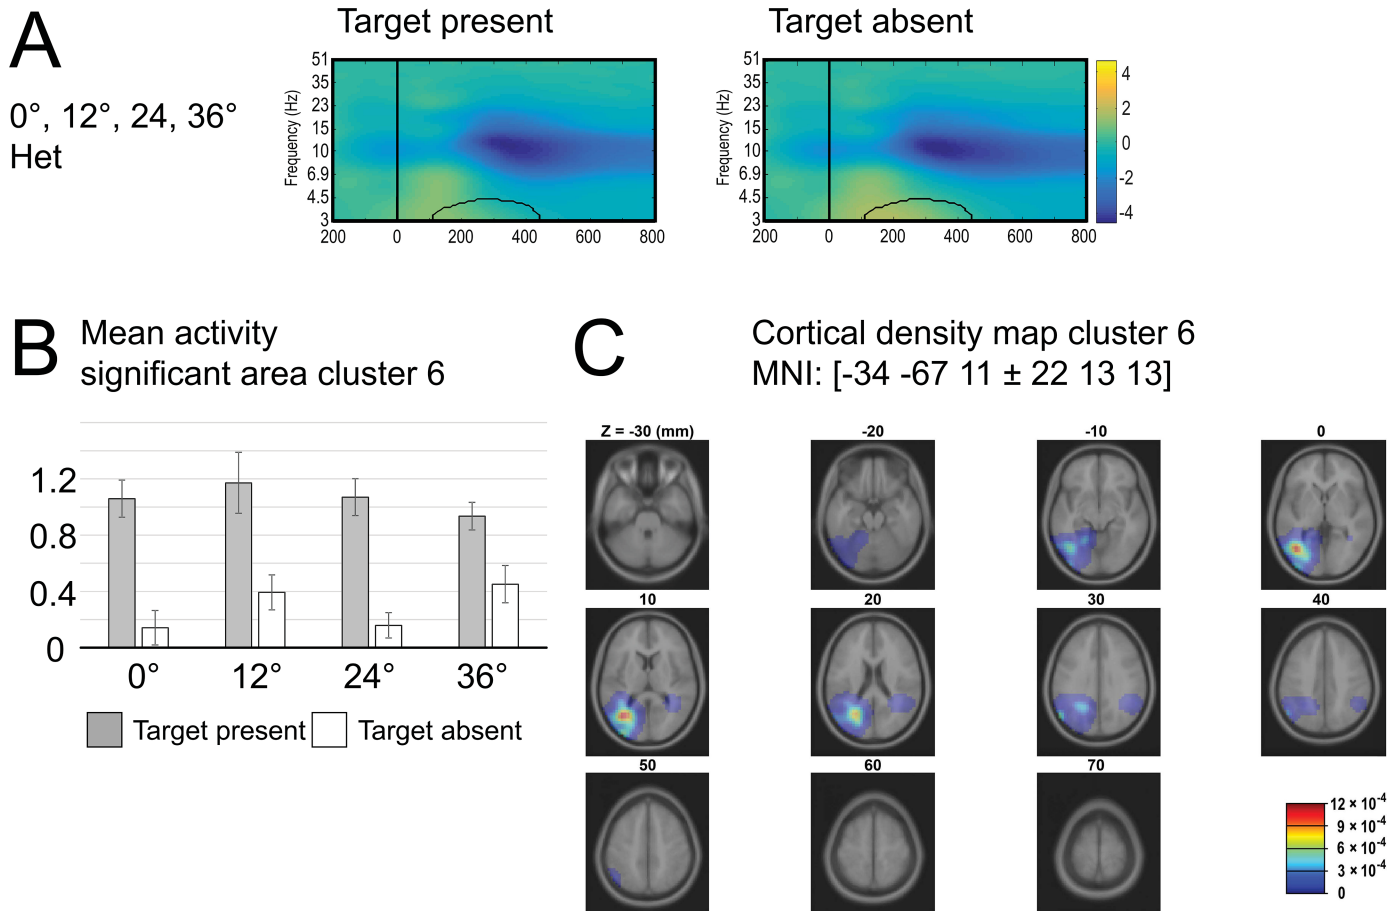 A
Target present
Target absent
0°, 12°, 24, 36°
Het
Frequency (Hz)
51
35
23
15
10
6.9
4.5
3
200 0 200 400 600 800
Frequency (Hz)
51
35
23
15
10
6.9
4.5
3
200 0 200 400 600 800
4
2
0
-2
-4
B
Mean activity
significant area cluster 6
1.2
0.8
0.4
0
0° 12° 24° 36°
Target present
Target absent
C
Cortical density map cluster 6
MNI: [-34 -67 11 ± 22 13 13]
Z = -30 (mm) -20 -10 0
10 20 30 40
50 60 70
12 × 10-4
9 × 10-4
6 × 10-4
3 × 10-4
0